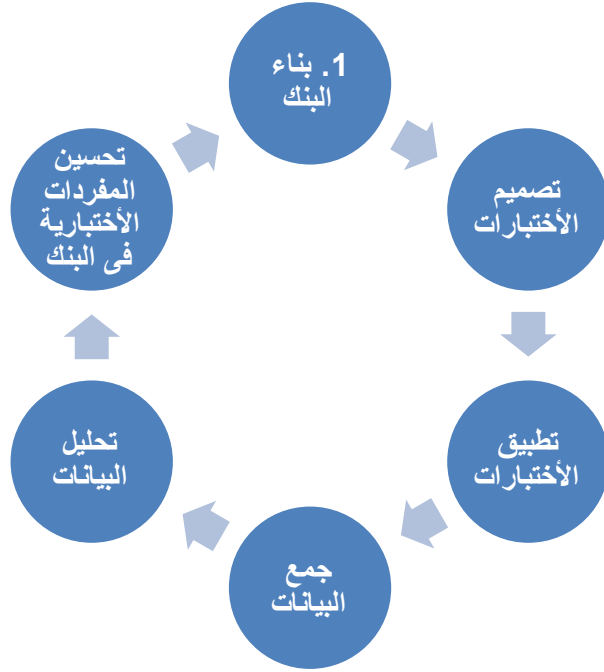 1. بناء
البنك
تصميم
الأختبارات
تطبيق
الأختبارات
جمع
البيانات
تحليل
البيانات
تحسين
المفردات
الأختبارية
فى البنك